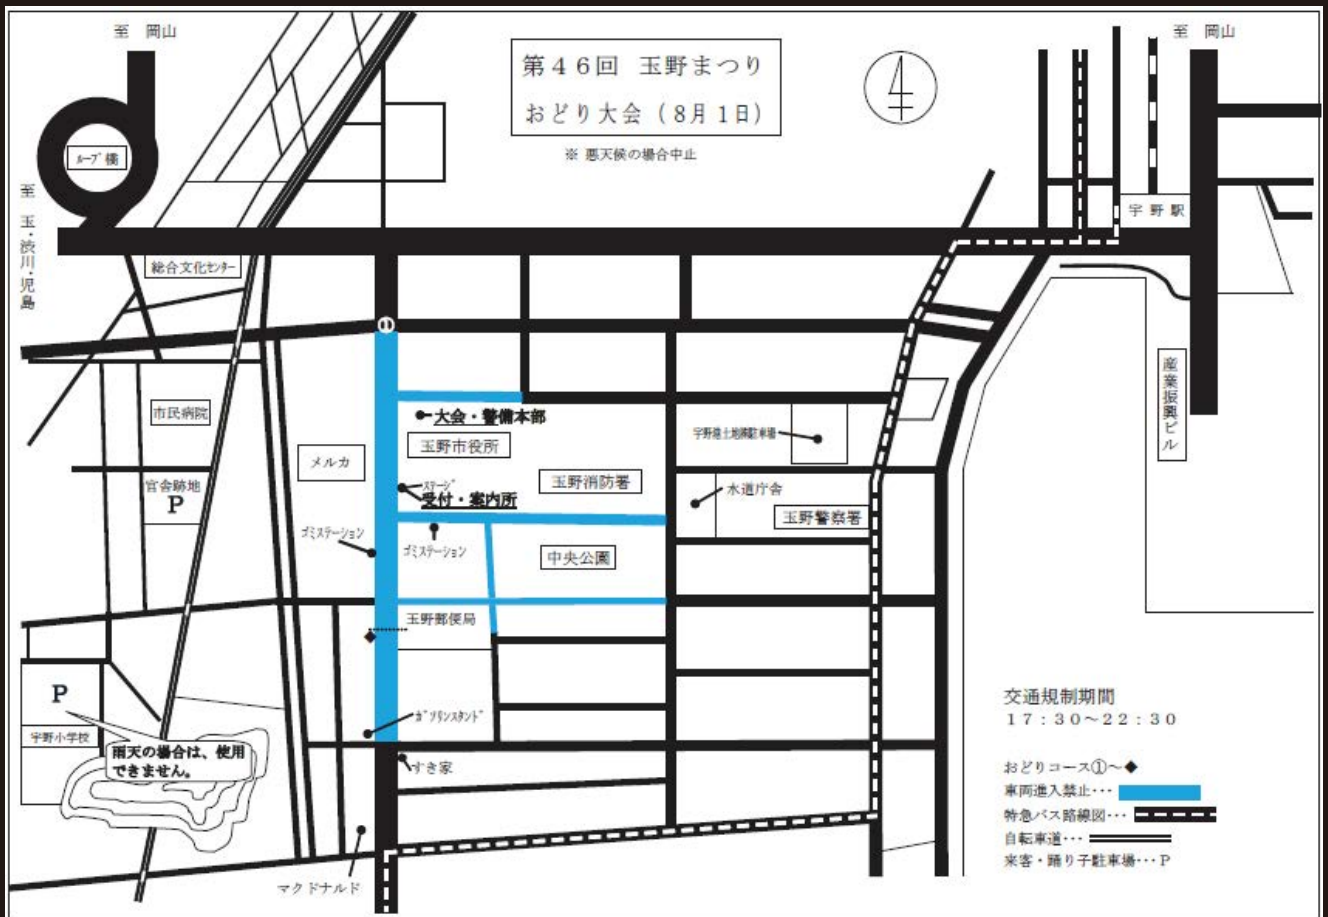 至 岡山
第４６回 玉野まつり
おどり大会（８月１日）
※ 悪天候の場合中止
至 岡山
ﾙｰﾌﾟ橋
至 玉・渋川・児島
宇野駅
総合文化ｾﾝﾀｰ
①
市民病院
大会・警備本部
玉野市役所
宇野港土地㈱駐車場
産業振興ビル
メルカ
官舎跡地
P
ｽﾃｰｼﾞ
受付・案内所
玉野消防署
水道庁舎
玉野警察署
ゴミステーション
ゴミステーション
中央公園
玉野郵便局
P
宇野小学校
雨天の場合は、使用
できません。
ｶﾞｿﾘﾝｽﾀﾝﾄﾞ
すき家
マクドナルド
交通規制期間
１７：３０～２２：３０
おどりコース①～◆
車両進入禁止･･･
特急バス路線図･･･
自転車道･･･
来客・踊り子駐車場･･･P